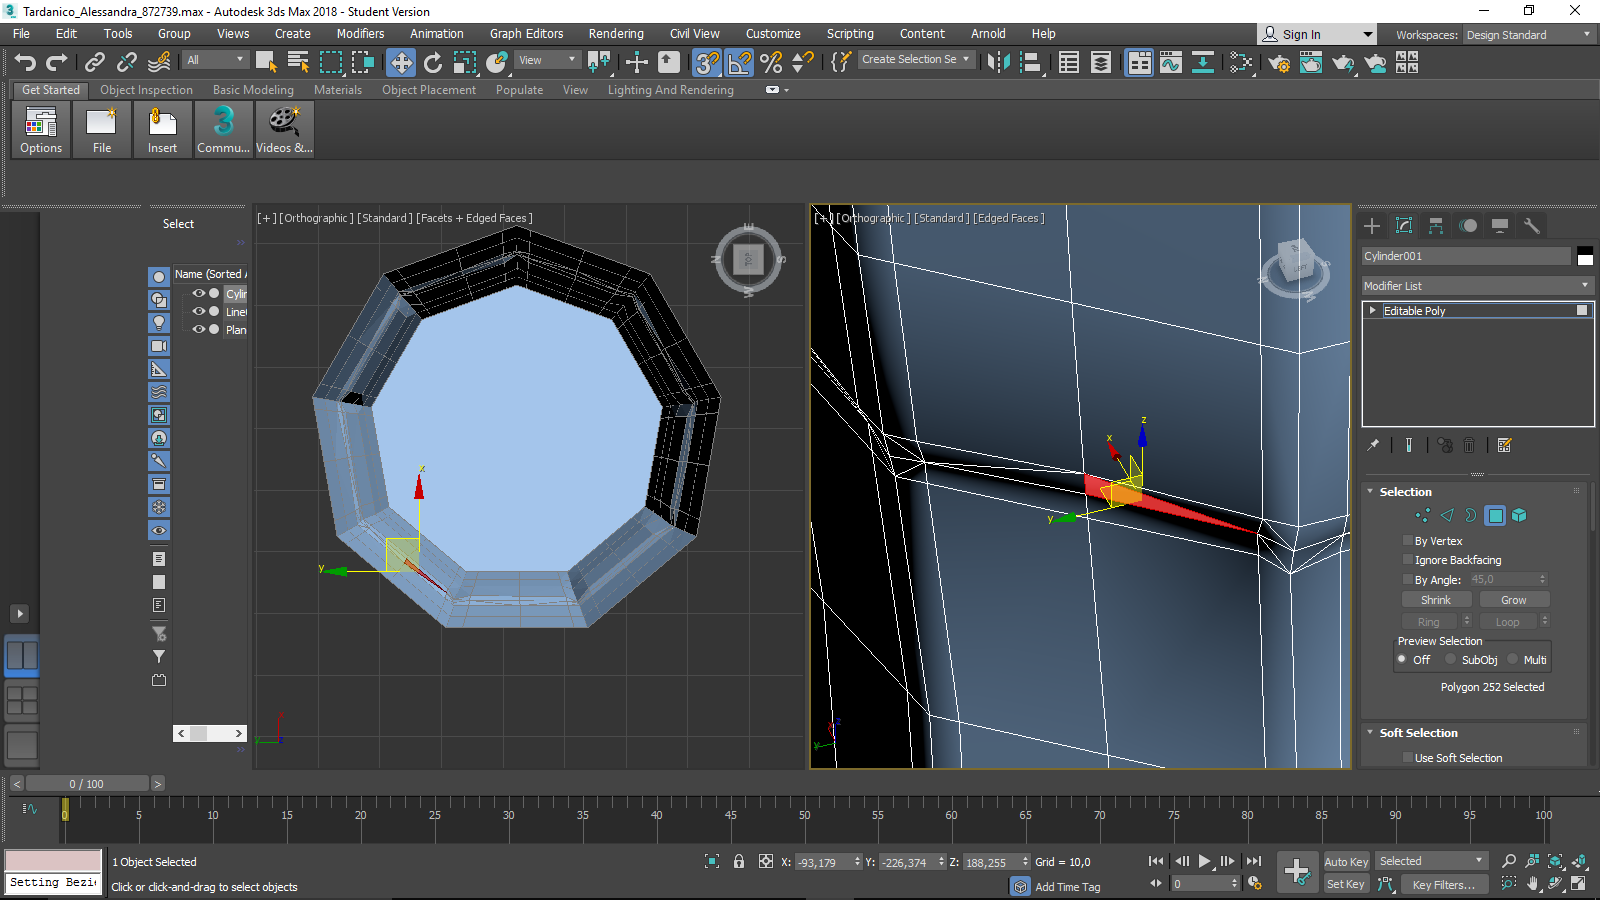 Tardanico_Alessandra_872739.max - Autodesk 3ds Max 2018 - Student Version
File Edit Tools Group Views Create Modifiers Animation Graph Editors Rendering Civil View Customize Scripting Content Arnold Help Sign In Workspaces: Design Standard
All View Create Selection Se
Get Started Object Inspection Basic Modeling Materials Object Placement Populate View Lighting And Rendering
Options File Insert Commu... Videos &...
Select
Name (Sorted A
Cylin
Line
Plan
[+] [Orthographic] [Standard] [Facets + Edged Faces]
E
N TOP S
W
x
y
[+] [Orthographic] [Standard] [Edged Faces]
LEFT
z
x
y
Cylinder001
Modifier List
Editable Poly
Selection
By Vertex
Ignore Backfacing
By Angle: 45,0
Shrink Grow
Ring Loop
Preview Selection
Off SubObj Multi
Polygon 252 Selected
Soft Selection
Use Soft Selection
< 0 / 100 >
0 5 10 15 20 25 30 35 40 45 50 55 60 65 70 75 80 85 90 95 100
1 Object Selected X: -93,179 Y: -226,374 Z: 188,255 Grid = 10,0 Auto Key Selected
Setting Bezie Click or click-and-drag to select objects Add Time Tag 0 Set Key Key Filters...